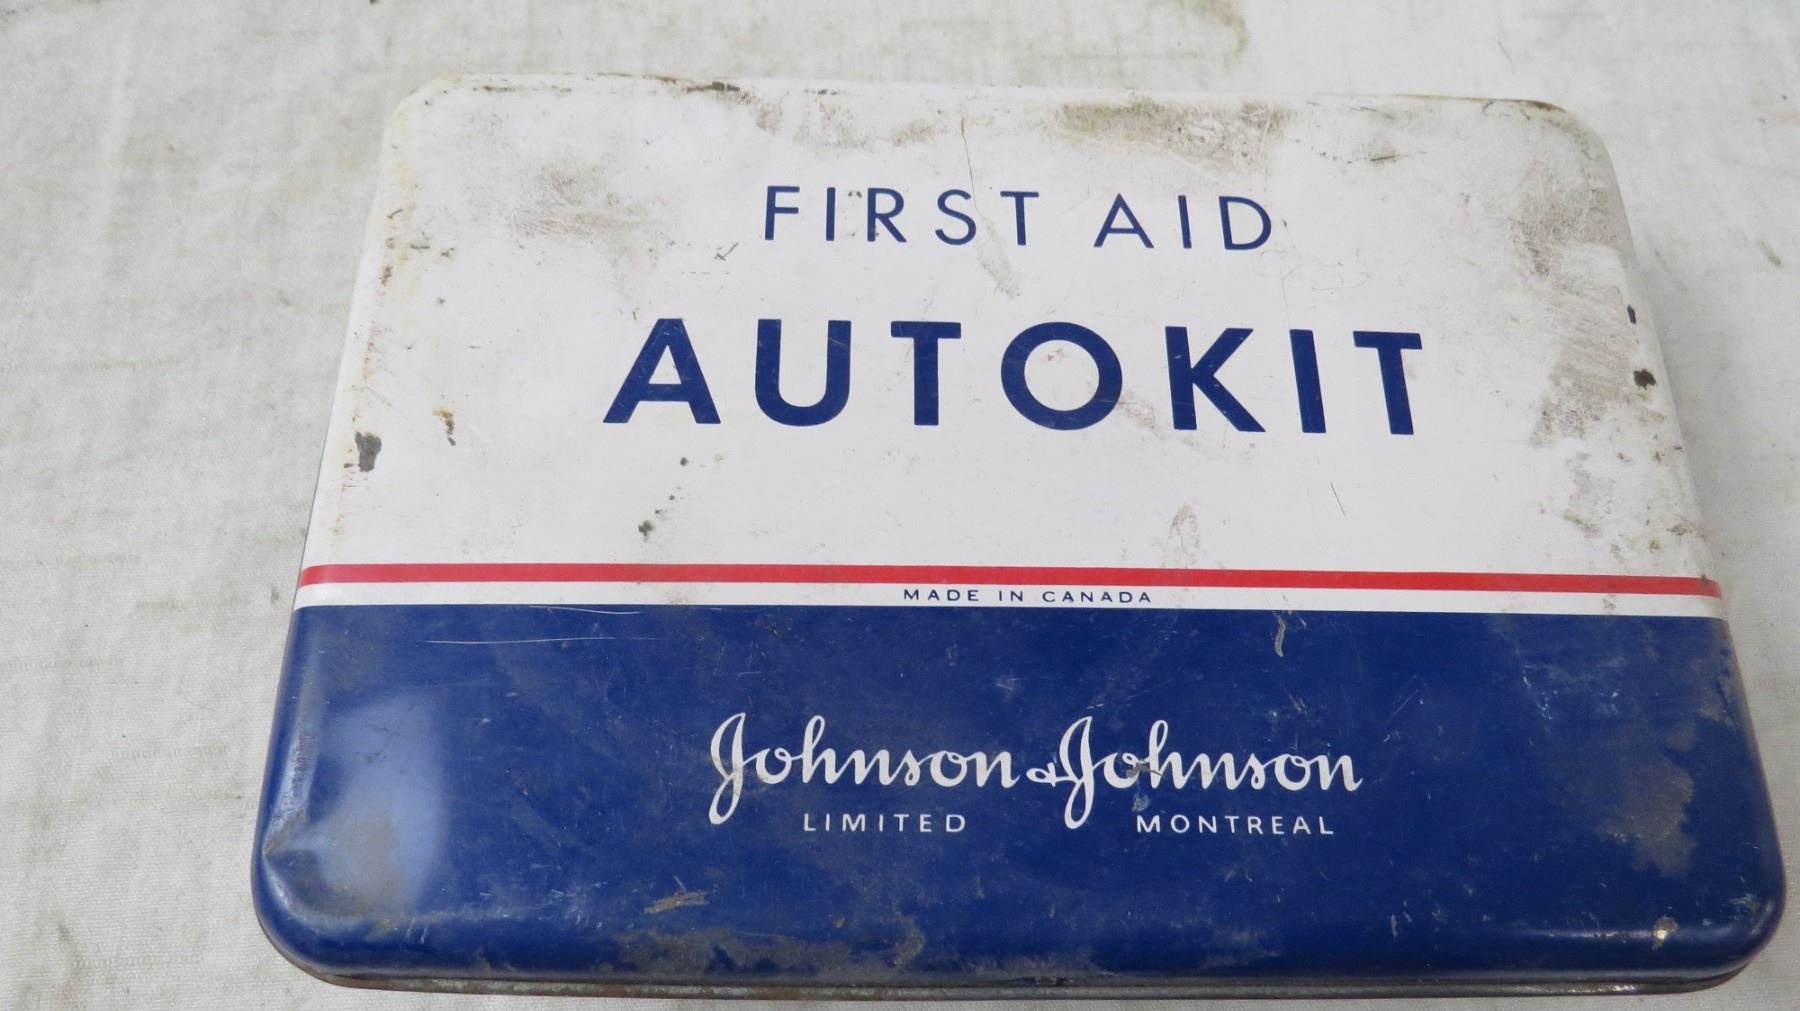 FIRST AID
AUTOKIT
MADE IN CANADA
Johnson & Johnson
LIMITED MONTREAL